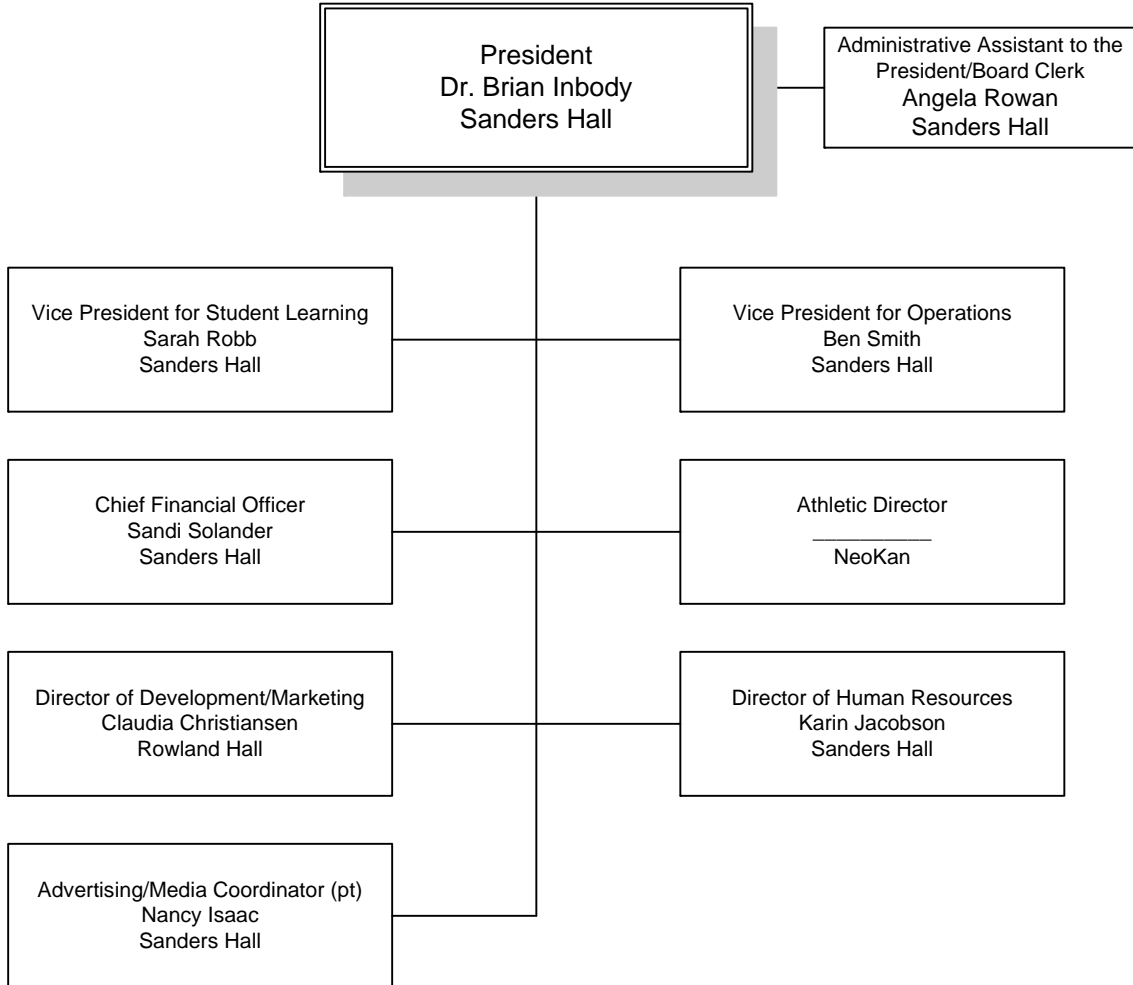 President
Dr. Brian Inbody
Sanders Hall
Administrative Assistant to the
President/Board Clerk
Angela Rowan
Sanders Hall
Vice President for Student Learning
Sarah Robb
Sanders Hall
Vice President for Operations
Ben Smith
Sanders Hall
Chief Financial Officer
Sandi Solander
Sanders Hall
Athletic Director
___________
NeoKan
Director of Development/Marketing
Claudia Christiansen
Rowland Hall
Director of Human Resources
Karin Jacobson
Sanders Hall
Advertising/Media Coordinator (pt)
Nancy Isaac
Sanders Hall